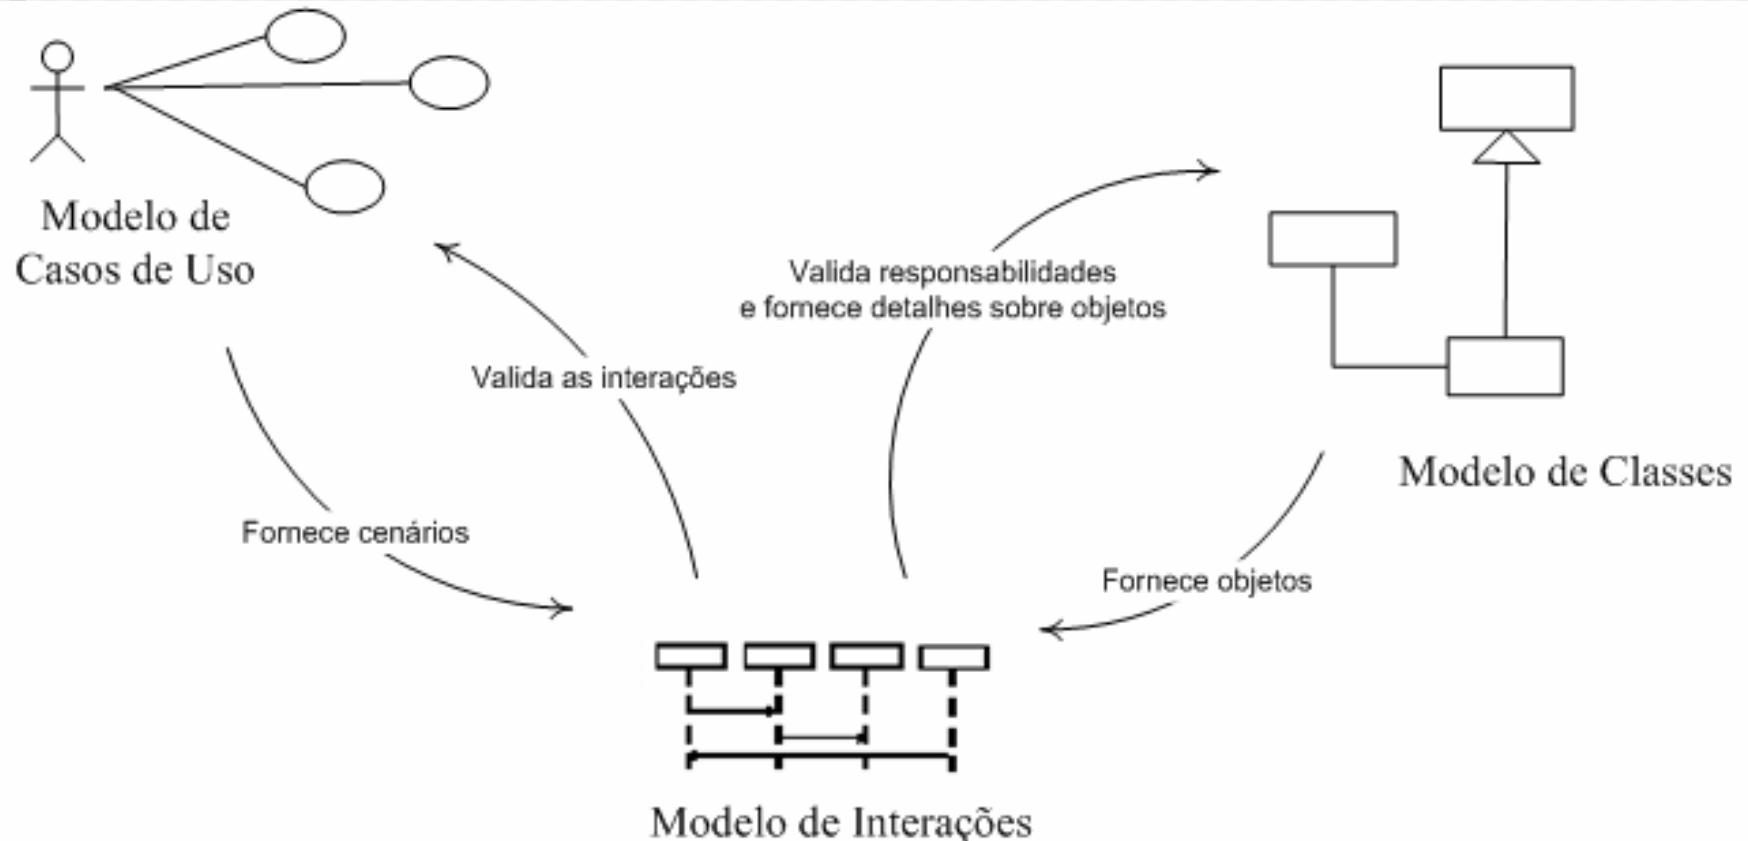 Modelo de
Casos de Uso
Valida responsabilidades
e fornece detalhes sobre objetos
Valida as interações
Modelo de Classes
Fornece cenários
Fornece objetos
Modelo de Interações